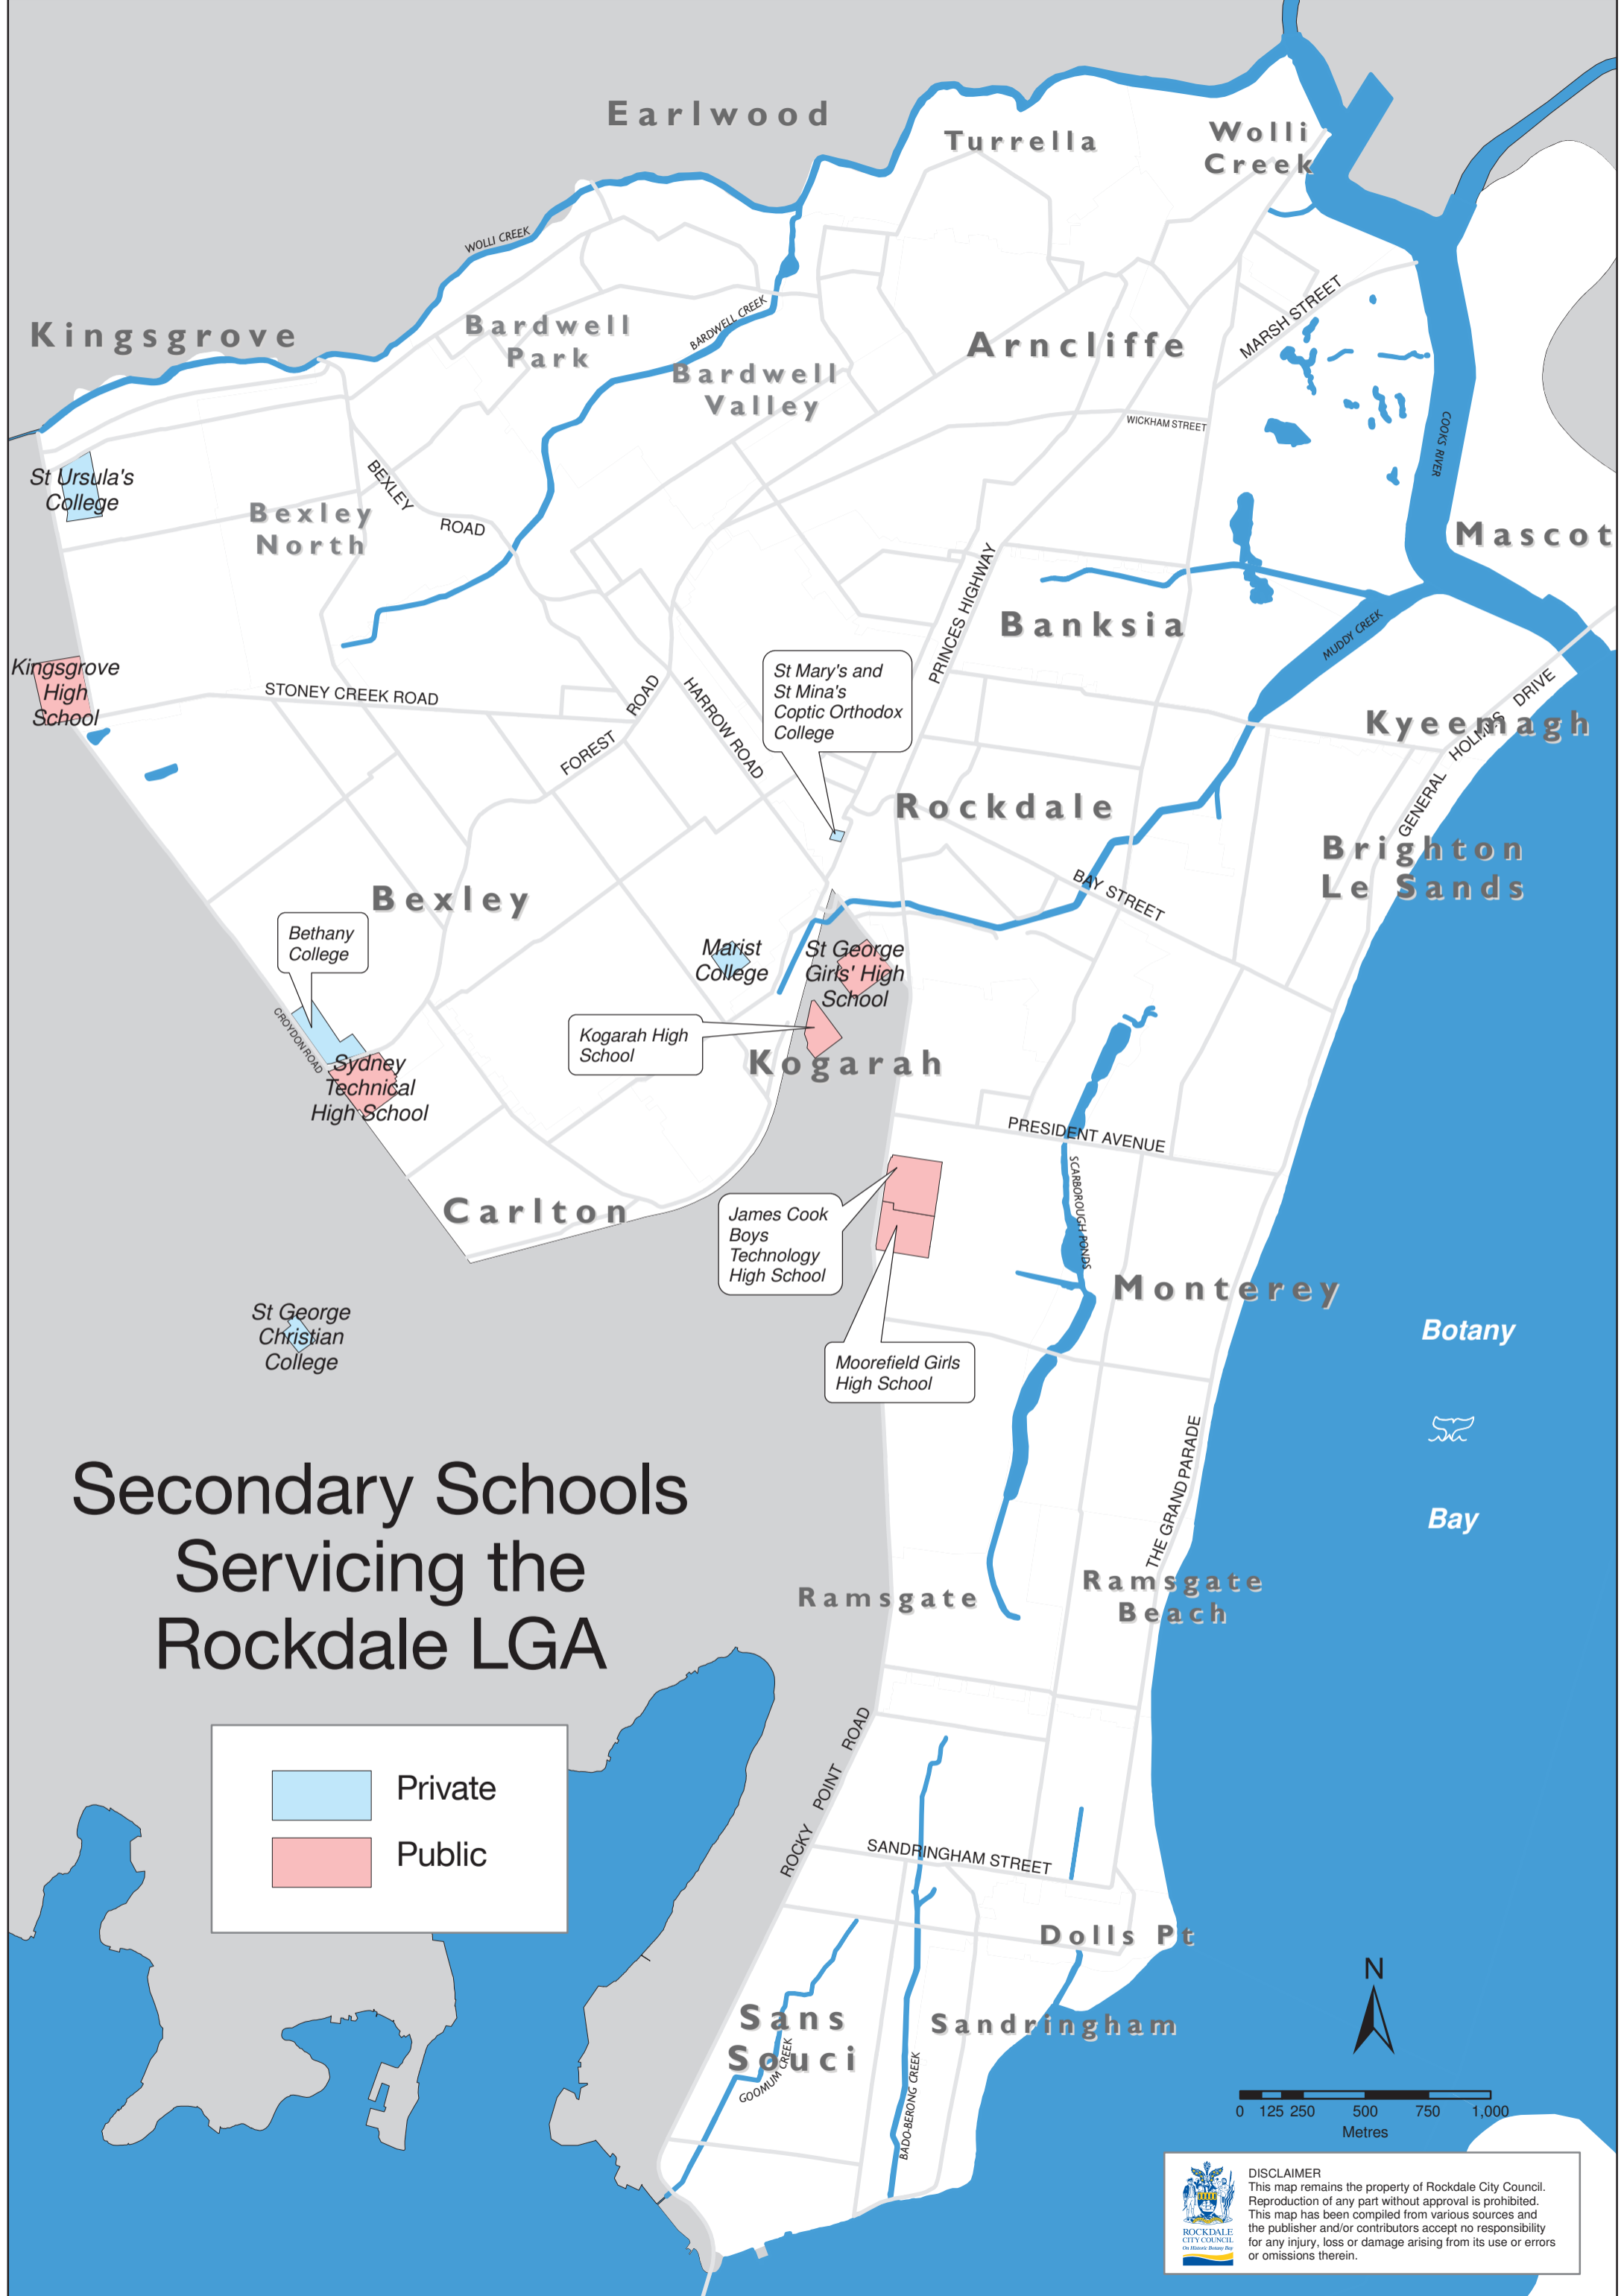 Earlwood
Turrella
Wolli
Creek
WOLLI CREEK
Kingsgrove
Bardwell
Park
BARDWELL CREEK
Bardwell
Valley
Arncliffe
MARSH STREET
WICKHAM STREET
COOKS RIVER
St Ursula's
College
BEXLEY
ROAD
Bexley
North
Mascot
PRINCES HIGHWAY
Banksia
MUDDY CREEK
Kingsgrove
High
School
STONEY CREEK ROAD
FOREST
ROAD
HARROW ROAD
St Mary's and
St Mina's
Coptic Orthodox
College
Kyeemagh
GENERAL HOLMES DRIVE
Rockdale
Brighton
Le Sands
BAY STREET
Bexley
Bethany
College
Marist
College
St George
Girls' High
School
CROYDON ROAD
Kogarah High
School
Kogarah
Sydney
Technical
High School
PRESIDENT AVENUE
SCARBOROUGH PONDS
Carlton
James Cook
Boys
Technology
High School
Monterey
St George
Christian
College
Moorefield Girls
High School
Botany
Bay
THE GRAND PARADE
Secondary Schools
Servicing the
Rockdale LGA
Ramsgate
Ramsgate
Beach
Private
Public
ROCKY POINT ROAD
SANDRINGHAM STREET
Dolls Pt
Sans
Souci
GOOMUM CREEK
Sandringham
BADO-BERONG CREEK
N
0 125 250 500 750 1,000
Metres
ROCKDALE
CITY COUNCIL
On Historic Botany Bay
DISCLAIMER
This map remains the property of Rockdale City Council.
Reproduction of any part without approval is prohibited.
This map has been compiled from various sources and
the publisher and/or contributors accept no responsibility
for any injury, loss or damage arising from its use or errors
or omissions therein.